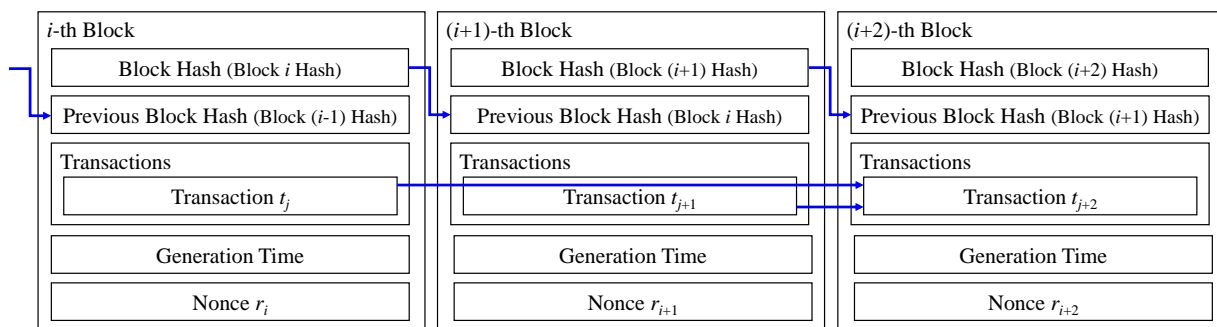 i-th Block
Block Hash (Block i Hash)
Previous Block Hash (Block (i-1) Hash)
Transactions
Transaction tj
Generation Time
Nonce ri
(i+1)-th Block
Block Hash (Block (i+1) Hash)
Previous Block Hash (Block i Hash)
Transactions
Transaction tj+1
Generation Time
Nonce ri+1
(i+2)-th Block
Block Hash (Block (i+2) Hash)
Previous Block Hash (Block (i+1) Hash)
Transactions
Transaction tj+2
Generation Time
Nonce ri+2